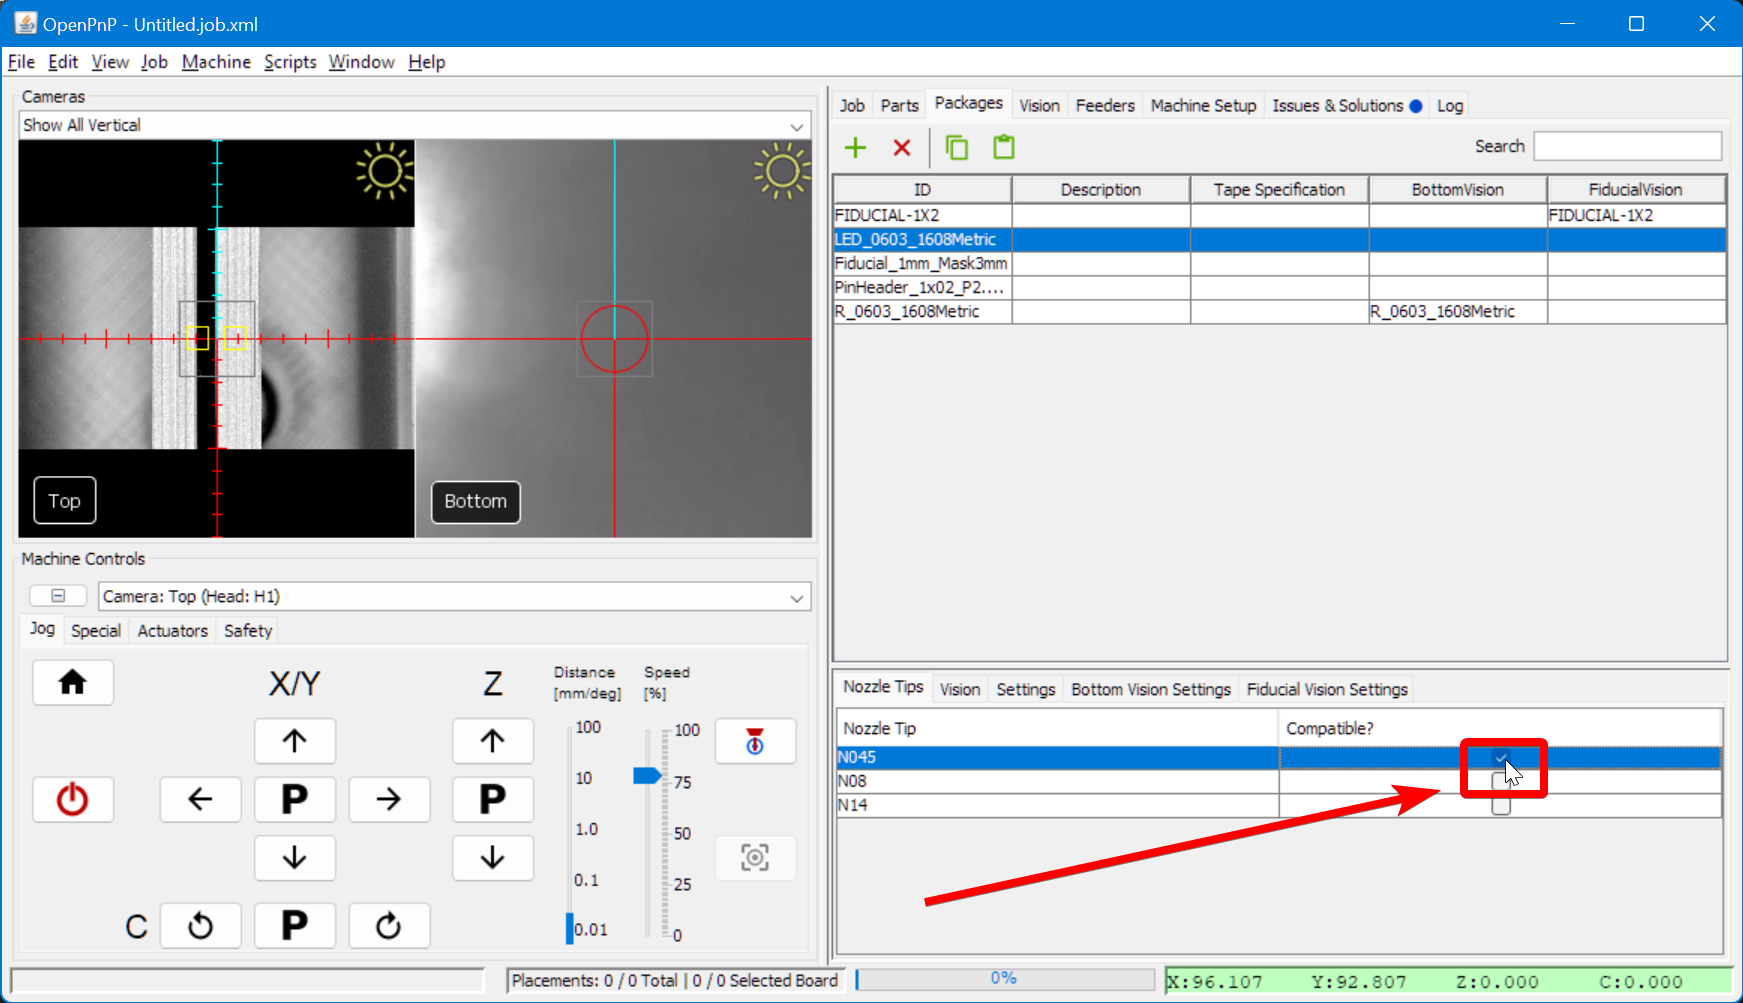 OpenPnP - Untitled.job.xml
File Edit View Job Machine Scripts Window Help
Cameras
Show All Vertical
Top
Bottom
Machine Controls
Camera: Top (Head: H1)
Jog Special Actuators Safety
X/Y
Z
Distance
[mm/deg]
Speed
[%]
100
10
1.0
0.1
0.01
100
75
50
25
0
P
P
C
P
Job Parts Packages Vision Feeders Machine Setup Issues & Solutions Log
Search
ID Description Tape Specification BottomVision FiducialVision
FIDUCIAL-1X2 FIDUCIAL-1X2
LED_0603_1608Metric
Fiducial_1mm_Mask3mm
PinHeader_1x02_P2....
R_0603_1608Metric R_0603_1608Metric
Nozzle Tips Vision Settings Bottom Vision Settings Fiducial Vision Settings
Nozzle Tip Compatible?
N045
N08
N14
Placements: 0 / 0 Total | 0 / 0 Selected Board
0%
X:96.107 Y:92.807 Z:0.000 C:0.000